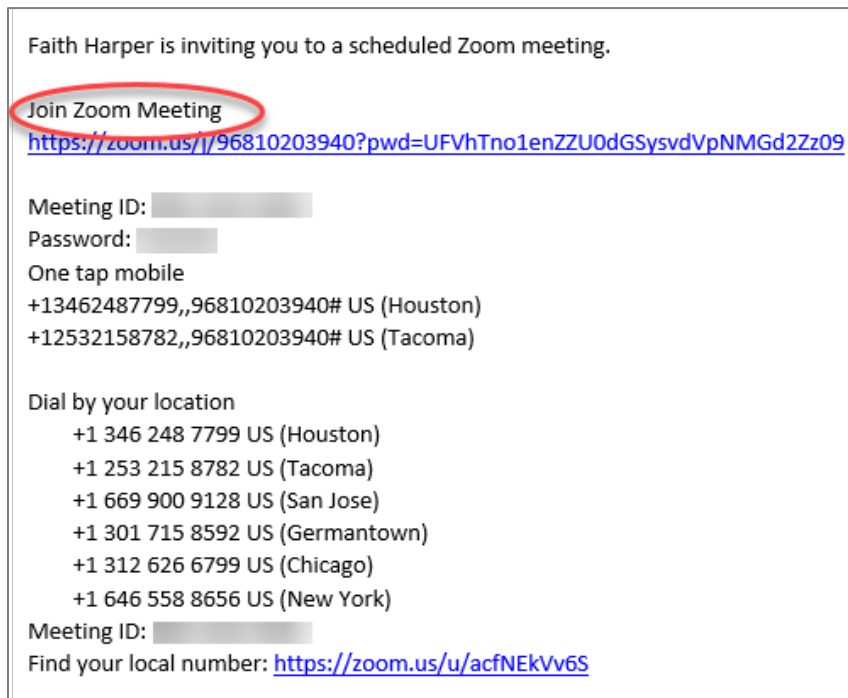 Faith Harper is inviting you to a scheduled Zoom meeting.
Join Zoom Meeting
https://zoom.us/j/96810203940?pwd=UFVhTno1enZZU0dGSysvdVpNMGd2Zz09
Meeting ID:
Password:
One tap mobile
+13462487799,,96810203940# US (Houston)
+12532158782,,96810203940# US (Tacoma)
Dial by your location
+1 346 248 7799 US (Houston)
+1 253 215 8782 US (Tacoma)
+1 669 900 9128 US (San Jose)
+1 301 715 8592 US (Germantown)
+1 312 626 6799 US (Chicago)
+1 646 558 8656 US (New York)
Meeting ID:
Find your local number: https://zoom.us/u/acfNEkVv6S